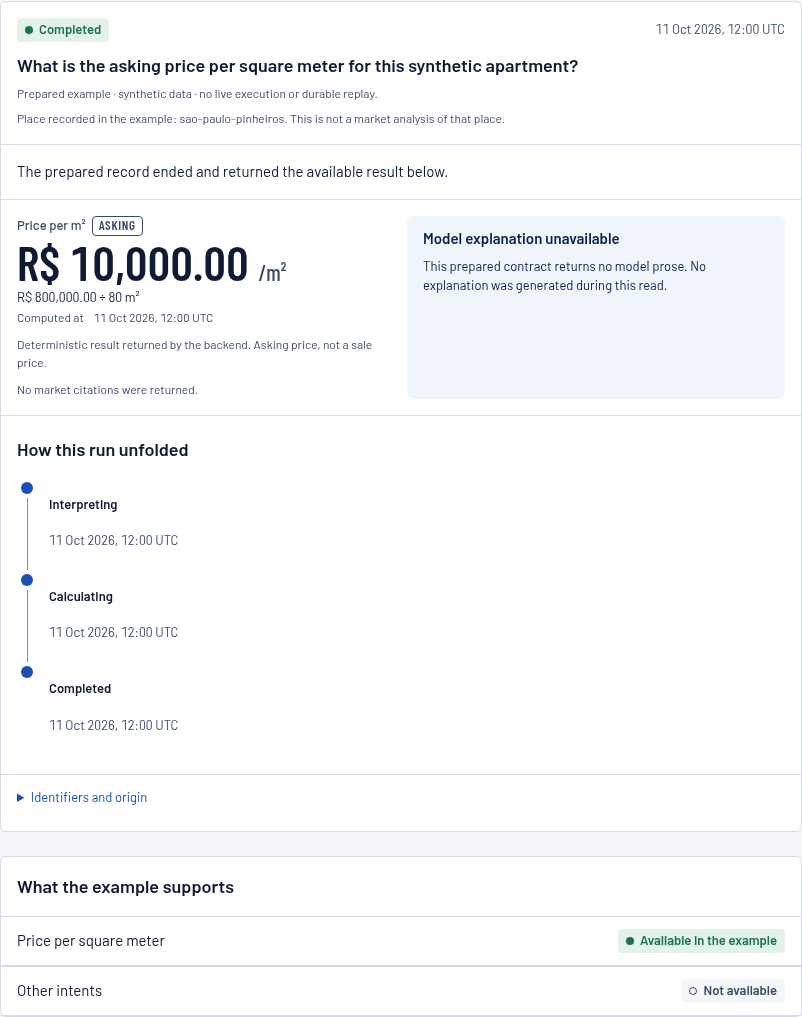 Completed
11 Oct 2026, 12:00 UTC
What is the asking price per square meter for this synthetic apartment?
Prepared example · synthetic data · no live execution or durable replay.
Place recorded in the example: sao-paulo-pinheiros. This is not a market analysis of that place.
The prepared record ended and returned the available result below.
Price per m² ASKING
R$ 10,000.00 /m²
R$ 800,000.00 ÷ 80 m²
Computed at 11 Oct 2026, 12:00 UTC
Deterministic result returned by the backend. Asking price, not a sale
price.
No market citations were returned.
Model explanation unavailable
This prepared contract returns no model prose. No
explanation was generated during this read.
How this run unfolded
Interpreting
11 Oct 2026, 12:00 UTC
Calculating
11 Oct 2026, 12:00 UTC
Completed
11 Oct 2026, 12:00 UTC
Identifiers and origin
What the example supports
Price per square meter
Available in the example
Other intents
Not available